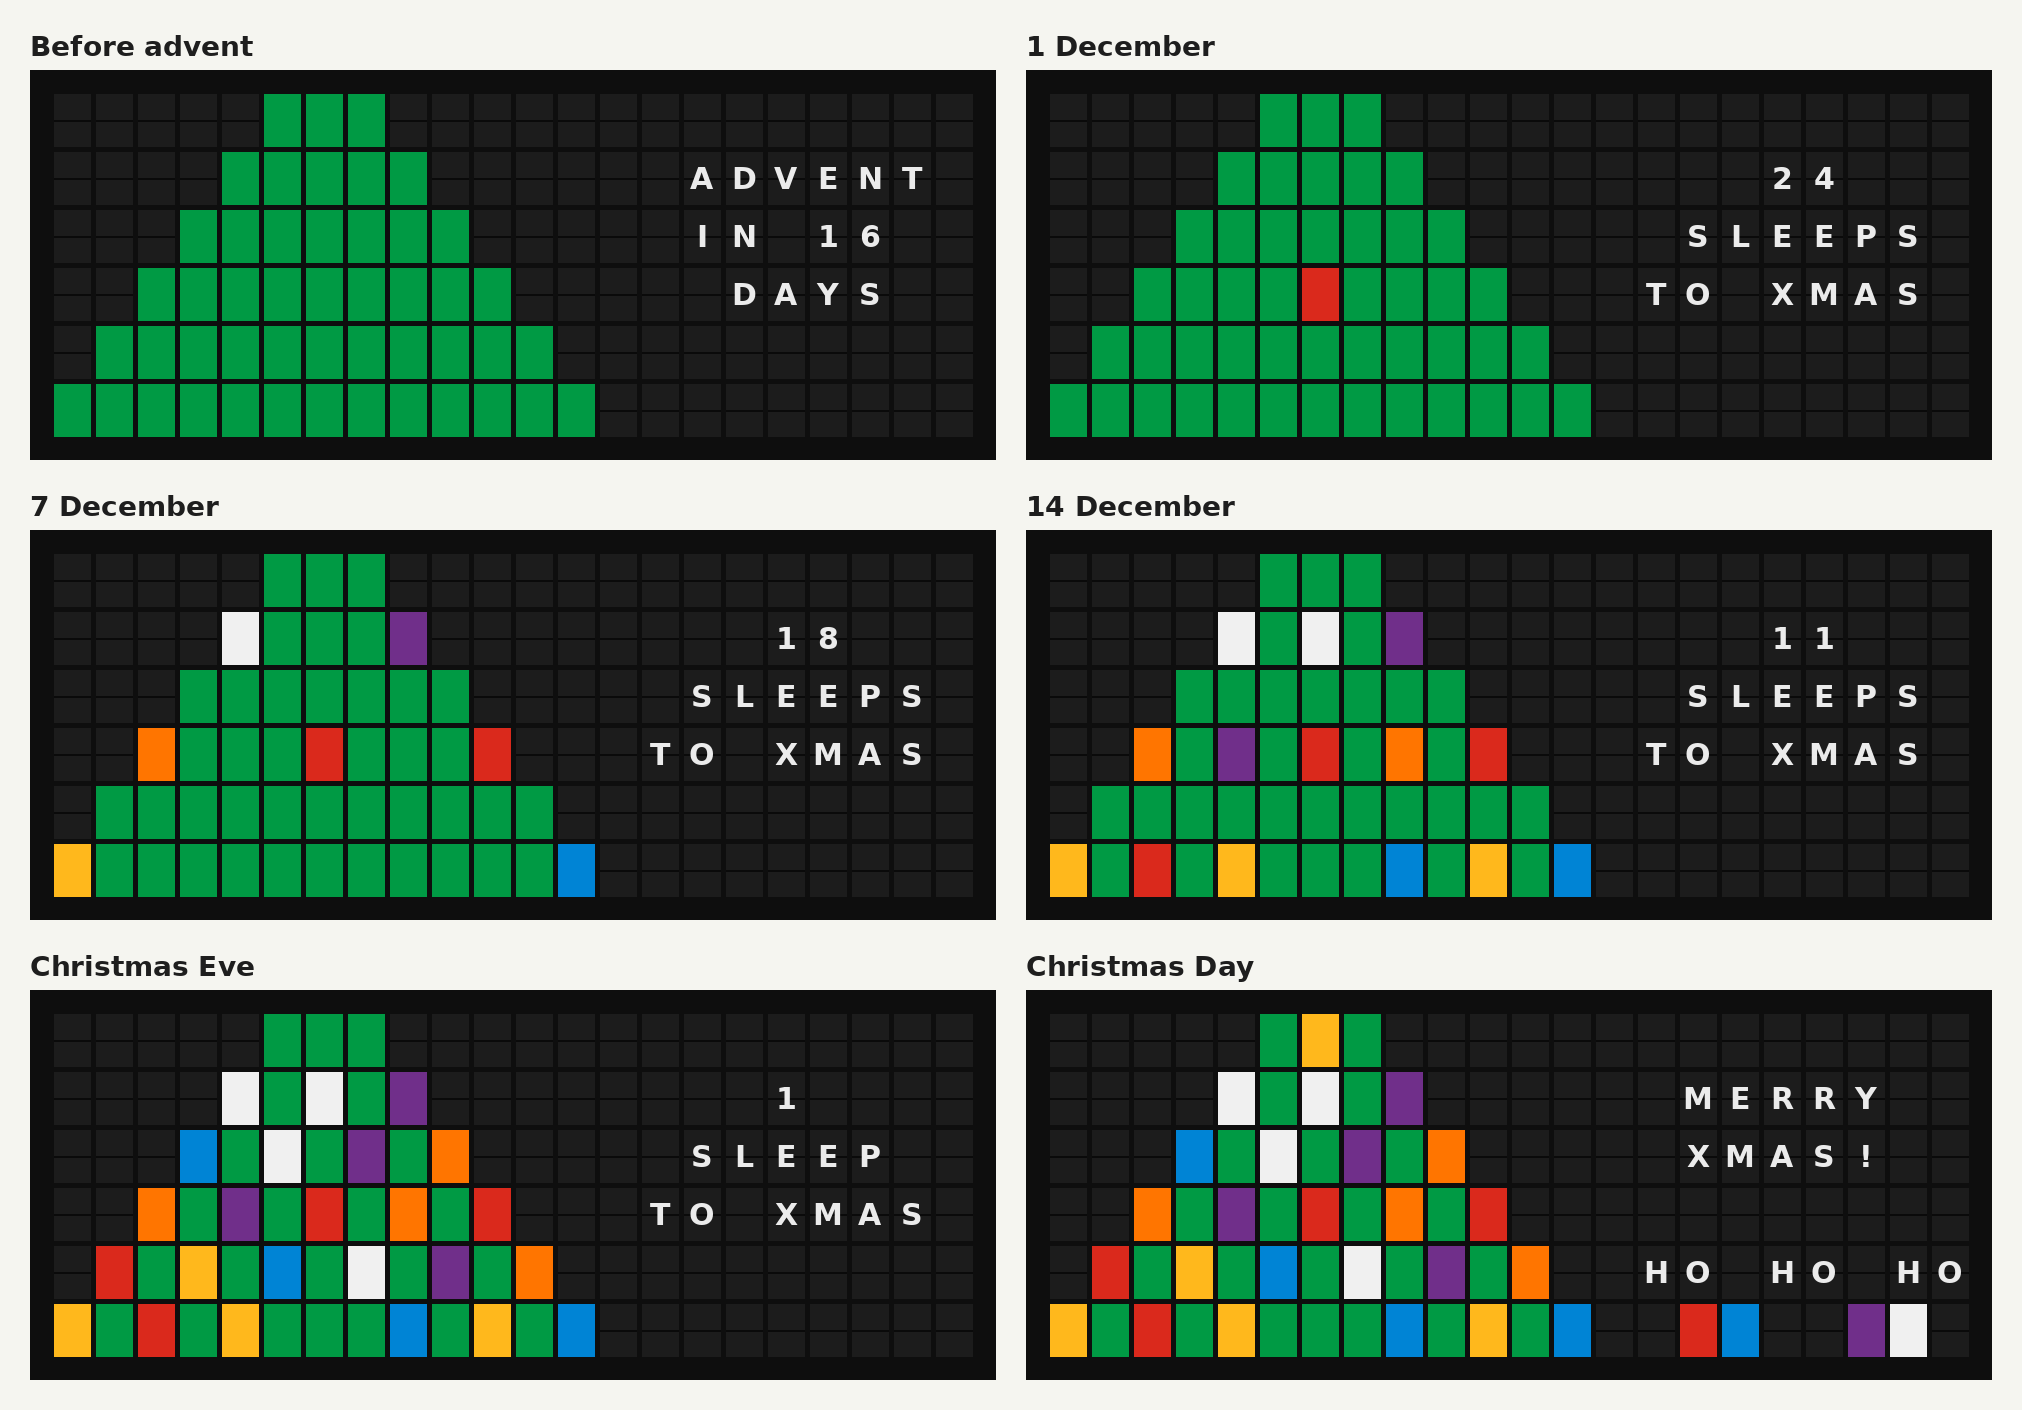 Before advent
ADVENT
IN 16
DAYS
1 December
24
SLEEPS
TO XMAS
7 December
18
SLEEPS
TO XMAS
14 December
11
SLEEPS
TO XMAS
Christmas Eve
1
SLEEP
TO XMAS
Christmas Day
MERRY
XMAS!
HO HO HO